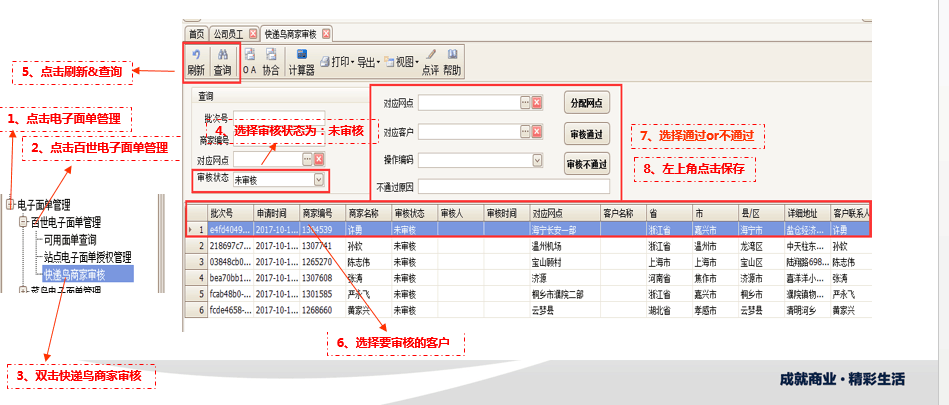 首页 公司员工 快递鸟商家审核
刷新 查询 O A 协合 计算器 打印 导出 视图 点评 帮助
5、点击刷新&查询
1、点击电子面单管理
2、点击百世电子面单管理
电子面单管理
百世电子面单管理
可用面单查询
站点电子面单授权管理
快递鸟商家审核
菜鸟电子面单管理
3、双击快递鸟商家审核
查询
批次号
4、选择审核状态为：未审核
商家编号
对应网点
审核状态 未审核
对应网点 分配网点
对应客户 审核通过
操作编码 审核不通过
不通过原因
7、选择通过or不通过
8、左上角点击保存
批次号 申请时间 商家编号 商家名称 审核状态 审核人 审核时间 对应网点 客户名称 省 市 县/区 详细地址 客户联系人
1 e4fd4049... 2017-10-1... 1304539 许勇 未审核 海宁长安一部 浙江省 嘉兴市 海宁市 盐仓经济... 许勇
2 218697c7... 2017-10-1... 1307741 孙钦 未审核 温州机场 浙江省 温州市 龙湾区 中天柱东... 孙钦
3 03848cb0... 2017-10-1... 1265270 陈志伟 未审核 宝山顾村 上海市 上海市 宝山区 陆翔路698... 陈志伟
4 bea70bb1... 2017-10-1... 1307608 张涛 未审核 济源 河南省 焦作市 济源市 喜洋洋小... 张涛
5 fcab48b0-... 2017-10-1... 1301585 严永飞 未审核 桐乡市濮院二部 浙江省 嘉兴市 桐乡市 濮院镇物... 严永飞
6 fcde4658-... 2017-10-1... 1268660 黄家兴 未审核 云梦县 湖北省 孝感市 云梦县 清明河乡 黄家兴
6、选择要审核的客户
成就商业·精彩生活